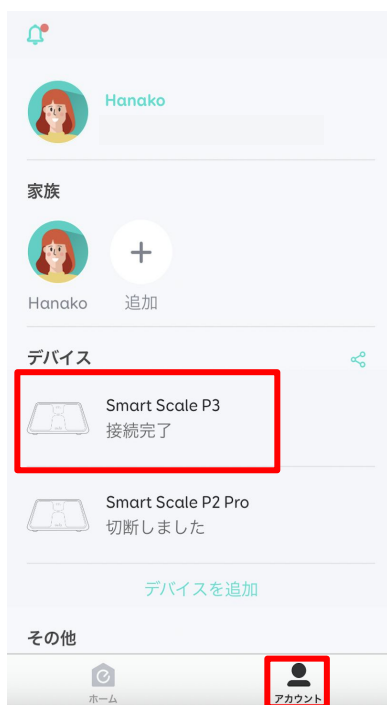 Hanako
家族
Hanako
追加
デバイス
Smart Scale P3
接続完了
Smart Scale P2 Pro
切断しました
デバイスを追加
その他
ホーム
アカウント